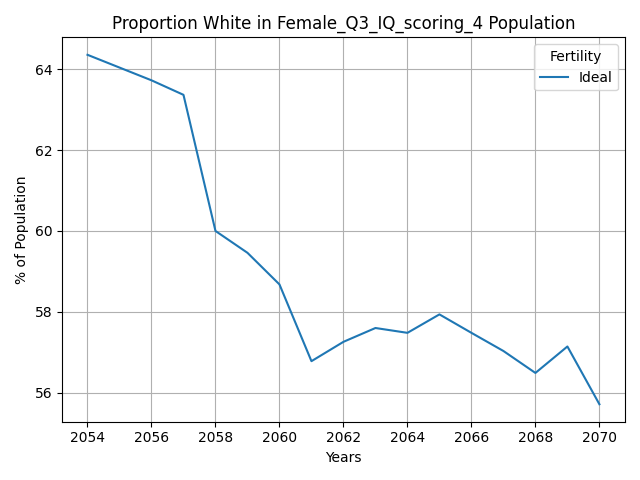 Proportion White in Female_Q3_IQ_scoring_4 Population
Fertility
Ideal
% of Population
64
62
60
58
56
2054 2056 2058 2060 2062 2064 2066 2068 2070
Years